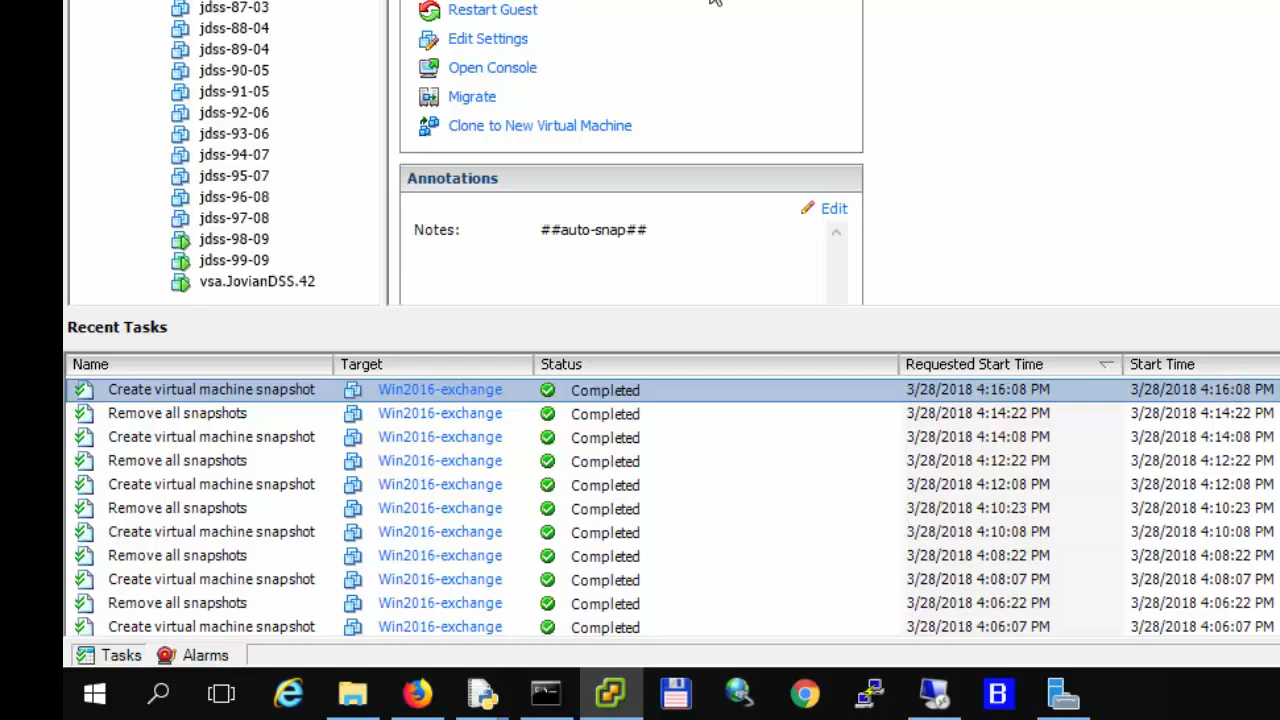 jdss-87-03
jdss-88-04
jdss-89-04
jdss-90-05
jdss-91-05
jdss-92-06
jdss-93-06
jdss-94-07
jdss-95-07
jdss-96-08
jdss-97-08
jdss-98-09
jdss-99-09
vsa.JovianDSS.42
Restart Guest
Edit Settings
Open Console
Migrate
Clone to New Virtual Machine
Annotations
Edit
Notes: ##auto-snap##
Recent Tasks
Name Target Status Requested Start Time Start Time
Create virtual machine snapshot Win2016-exchange Completed 3/28/2018 4:16:08 PM 3/28/2018 4:16:08 PM
Remove all snapshots Win2016-exchange Completed 3/28/2018 4:14:22 PM 3/28/2018 4:14:22 PM
Create virtual machine snapshot Win2016-exchange Completed 3/28/2018 4:14:08 PM 3/28/2018 4:14:08 PM
Remove all snapshots Win2016-exchange Completed 3/28/2018 4:12:22 PM 3/28/2018 4:12:22 PM
Create virtual machine snapshot Win2016-exchange Completed 3/28/2018 4:12:08 PM 3/28/2018 4:12:08 PM
Remove all snapshots Win2016-exchange Completed 3/28/2018 4:10:23 PM 3/28/2018 4:10:23 PM
Create virtual machine snapshot Win2016-exchange Completed 3/28/2018 4:10:08 PM 3/28/2018 4:10:08 PM
Remove all snapshots Win2016-exchange Completed 3/28/2018 4:08:22 PM 3/28/2018 4:08:22 PM
Create virtual machine snapshot Win2016-exchange Completed 3/28/2018 4:08:07 PM 3/28/2018 4:08:07 PM
Remove all snapshots Win2016-exchange Completed 3/28/2018 4:06:22 PM 3/28/2018 4:06:22 PM
Create virtual machine snapshot Win2016-exchange Completed 3/28/2018 4:06:07 PM 3/28/2018 4:06:07 PM
Tasks Alarms
B